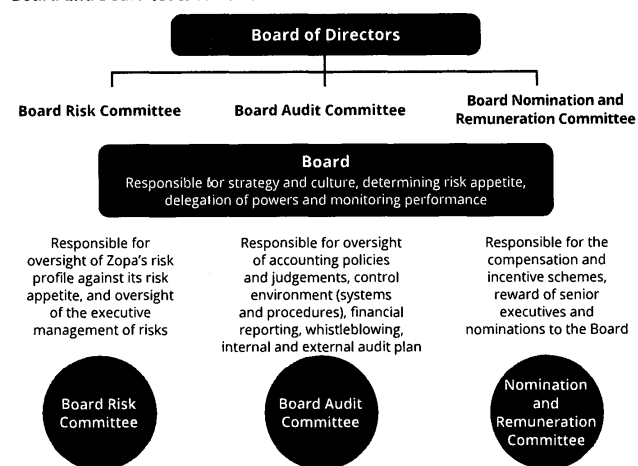 Board of Directors
Board Risk Committee
Board Audit Committee
Board Nomination and
Remuneration Committee
Board
Responsible for strategy and culture, determining risk appetite,
delegation of powers and monitoring performance
Responsible for
oversight of Zopa's risk
profile against its risk
appetite, and oversight
of the executive
management of risks
Responsible for oversight
of accounting policies
and judgements, control
environment (systems
and procedures), financial
reporting, whistleblowing,
internal and external audit plan
Responsible for the
compensation and
incentive schemes,
reward of senior
executives and
nominations to the Board
Board Risk
Committee
Board Audit
Committee
Nomination
and
Remuneration
Committee